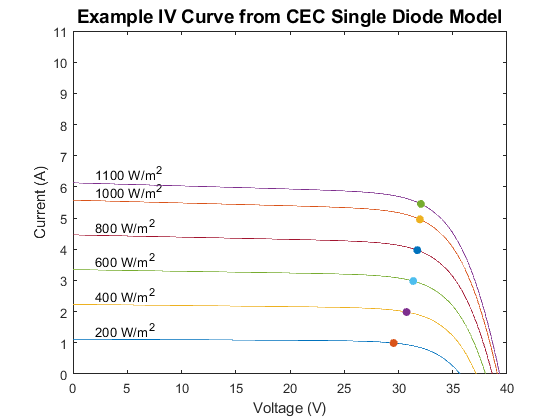 Example IV Curve from CEC Single Diode Model
11
10
9
8
7
6
5
4
3
2
1
0
Current (A)
1100 W/m²
1000 W/m²
800 W/m²
600 W/m²
400 W/m²
200 W/m²
0 5 10 15 20 25 30 35 40
Voltage (V)